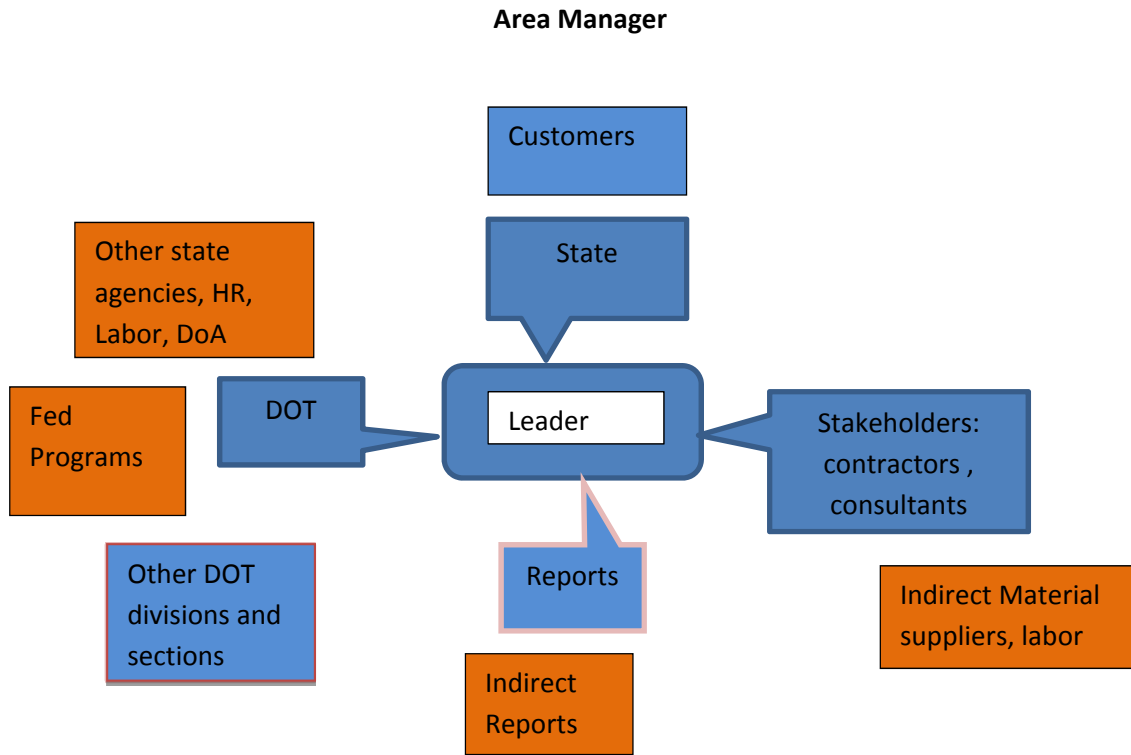 Area Manager
Customers
State
Other state
agencies, HR,
Labor, DoA
DOT
Fed
Programs
Leader
Stakeholders:
contractors ,
consultants
Other DOT
divisions and
sections
Reports
Indirect Material
suppliers, labor
Indirect
Reports